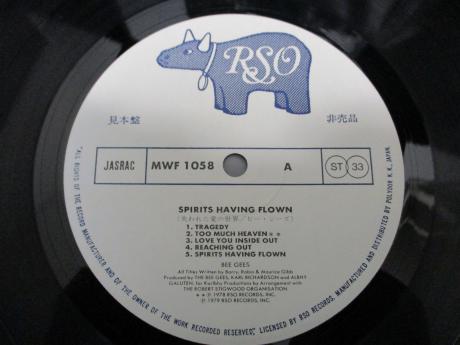 RSO
見本盤
非売品
JASRAC MWF 1058 A ST 33
SPIRITS HAVING FLOWN
(失われた愛の世界/ビー・ジーズ)
1. TRAGEDY
2. TOO MUCH HEAVEN**
3. LOVE YOU INSIDE OUT
4. REACHING OUT
5. SPIRITS HAVING FLOWN
BEE GEES
All Titles Written by Barry, Robin & Maurice Gibb
Produced by THE BEE GEES, KARL RICHARDSON and ALBHY
GALUTEN, for Karlbhy Productions by Arrangement with
THE ROBERT STIGWOOD ORGANISATION
** ℗ 1978 RSO RECORDS, INC.
℗ 1979 RSO RECORDS, INC.
"ALL RIGHTS OF THE RECORD MANUFACTURER AND OF THE OWNER OF THE WORK RECORDED RESERVED", LICENSED BY RSO RECORDS, INC. MANUFACTURED BY POLYDOR K.K., JAPAN.